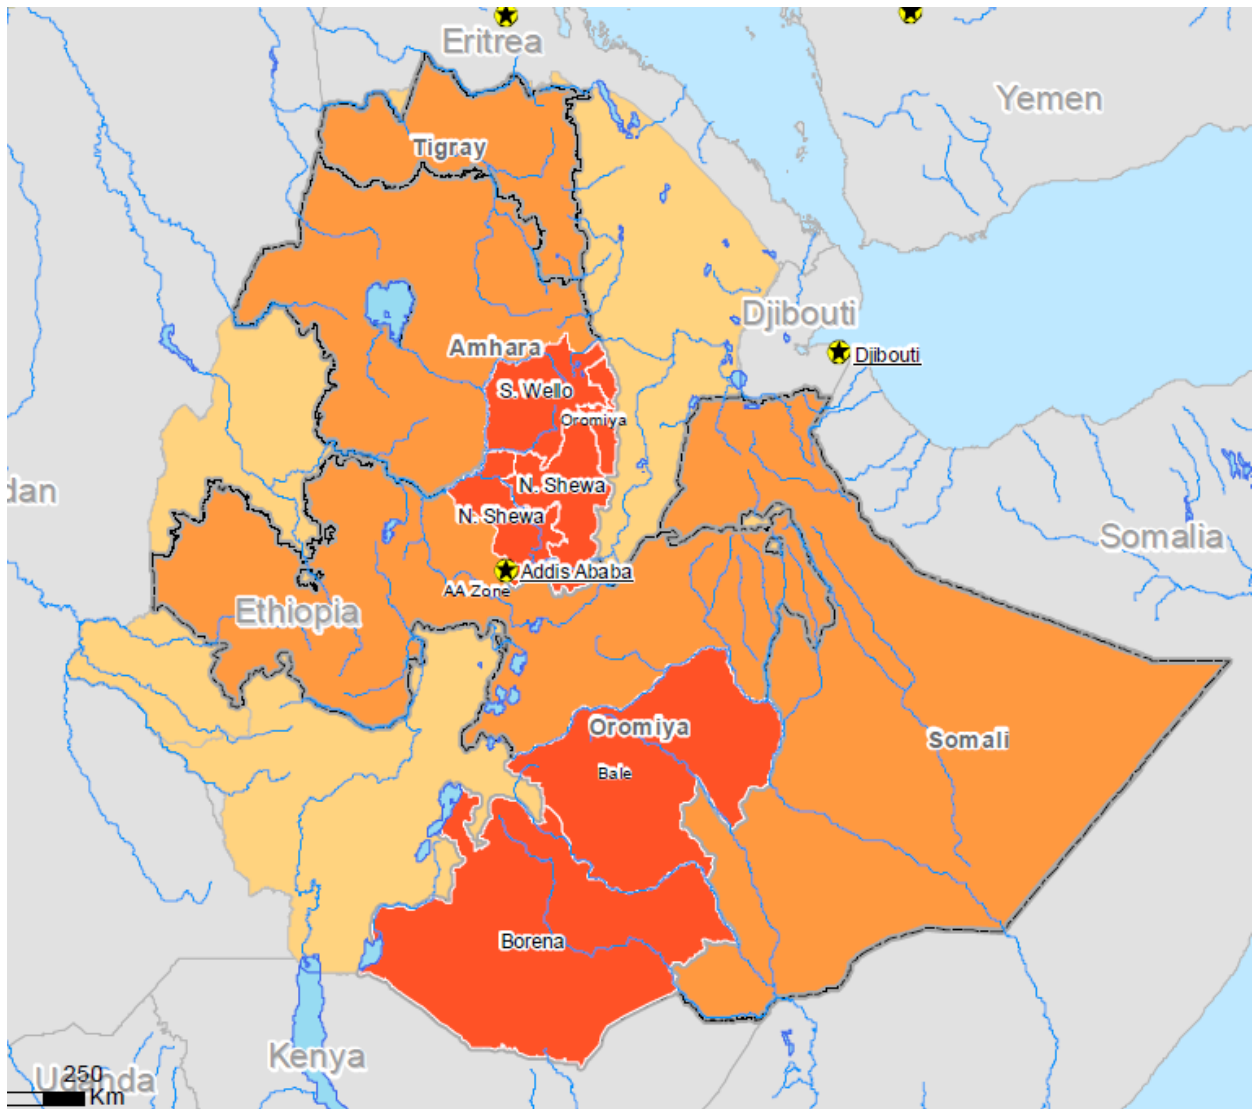 Eritrea
Yemen
Tigray
Djibouti
Amhara
Djibouti
S. Wello
Oromiya
N. Shewa
dan
N. Shewa
Somalia
Addis Ababa
AA Zone
Ethiopia
Oromiya
Somali
Bale
Borena
Kenya
Uganda
250
Km